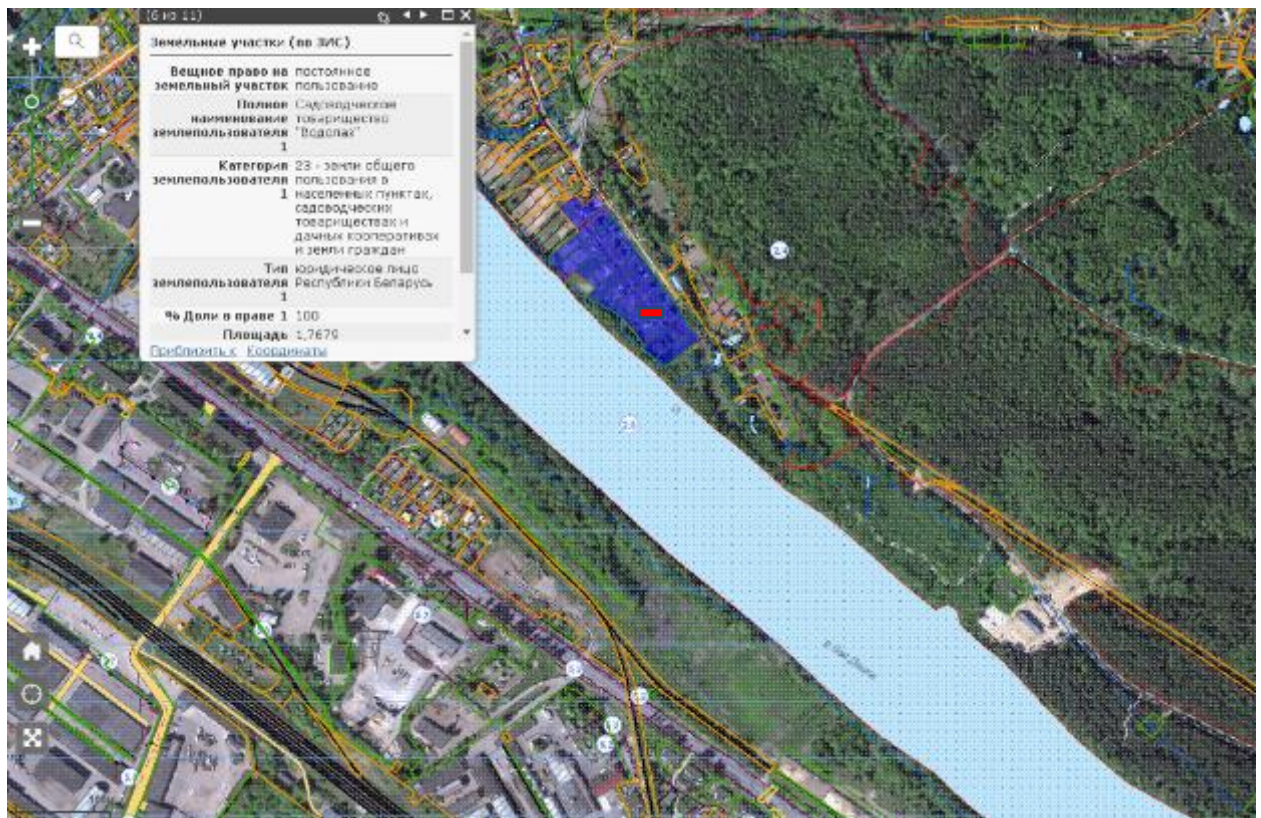 (6 из 11)
Земельные участки (по ЗИС)
Вещное право на земельный участок
постоянное пользование
Полное наименование землепользователя 1
Садоводческое товарищество "Водолаз"
Категория землепользователя 1
23 - земли общего пользования в населенных пунктах, садоводческих товариществах и дачных кооперативах и земли граждан
Тип землепользователя 1
юридическое лицо Республики Беларусь
% Доли в праве 1 100
Площадь 1,7679
Приблизить к Координаты